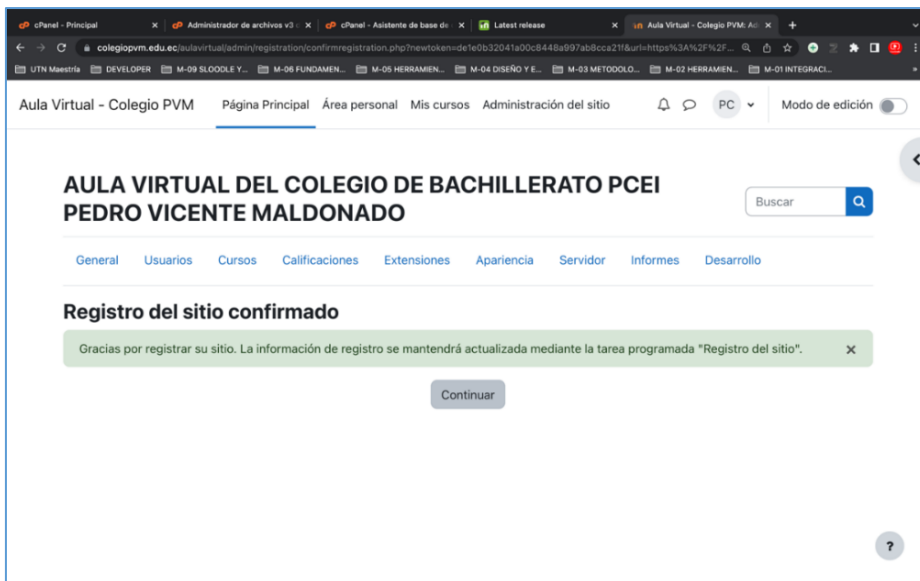 cPanel - Principal
Administrador de archivos v3
cPanel - Asistente de base de
Latest release
Aula Virtual - Colegio PVM: Ad
colegiopvm.edu.ec/aulavirtual/admin/registration/confirmregistration.php?newtoken=de1e0b32041a00c8448a997ab8cca21f&url=https%3A%2F%2F...
UTN Maestría
DEVELOPER
M-09 SLOODLE Y...
M-06 FUNDAMEN...
M-05 HERRAMIEN...
M-04 DISEÑO Y E...
M-03 METODOLO...
M-02 HERRAMIEN...
M-01 INTEGRACI...
Aula Virtual - Colegio PVM
Página Principal
Área personal
Mis cursos
Administración del sitio
PC
Modo de edición
AULA VIRTUAL DEL COLEGIO DE BACHILLERATO PCEI
PEDRO VICENTE MALDONADO
Buscar
General
Usuarios
Cursos
Calificaciones
Extensiones
Apariencia
Servidor
Informes
Desarrollo
Registro del sitio confirmado
Gracias por registrar su sitio. La información de registro se mantendrá actualizada mediante la tarea programada "Registro del sitio".
Continuar
?